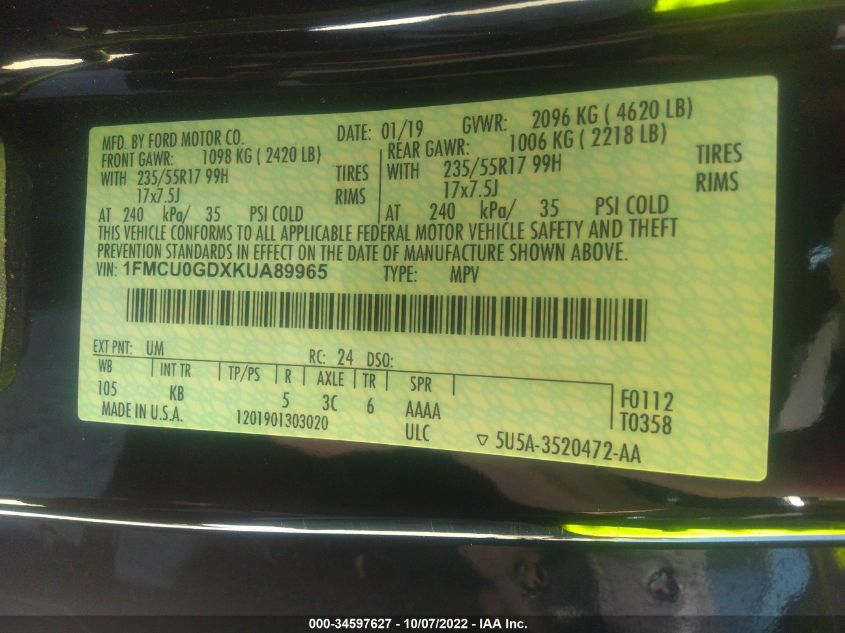 MFD. BY FORD MOTOR CO. DATE: 01/19 GVWR: 2096 KG ( 4620 LB)
FRONT GAWR: 1098 KG ( 2420 LB) REAR GAWR: 1006 KG ( 2218 LB)
WITH 235/55R17 99H TIRES WITH 235/55R17 99H TIRES
17x7.5J RIMS 17x7.5J RIMS
AT 240 kPa/ 35 PSI COLD AT 240 kPa/ 35 PSI COLD
THIS VEHICLE CONFORMS TO ALL APPLICABLE FEDERAL MOTOR VEHICLE SAFETY AND THEFT
PREVENTION STANDARDS IN EFFECT ON THE DATE OF MANUFACTURE SHOWN ABOVE.
VIN: 1FMCU0GDXKUA89965 TYPE: MPV
EXT PNT: UM RC: 24 DSO:
WB INT TR TP/PS R AXLE TR SPR
105 KB 5 3C 6 AAAA F0112
MADE IN U.S.A. 1201901303020 ULC T0358
▽ 5U5A-3520472-AA
000-34597627 - 10/07/2022 - IAA Inc.